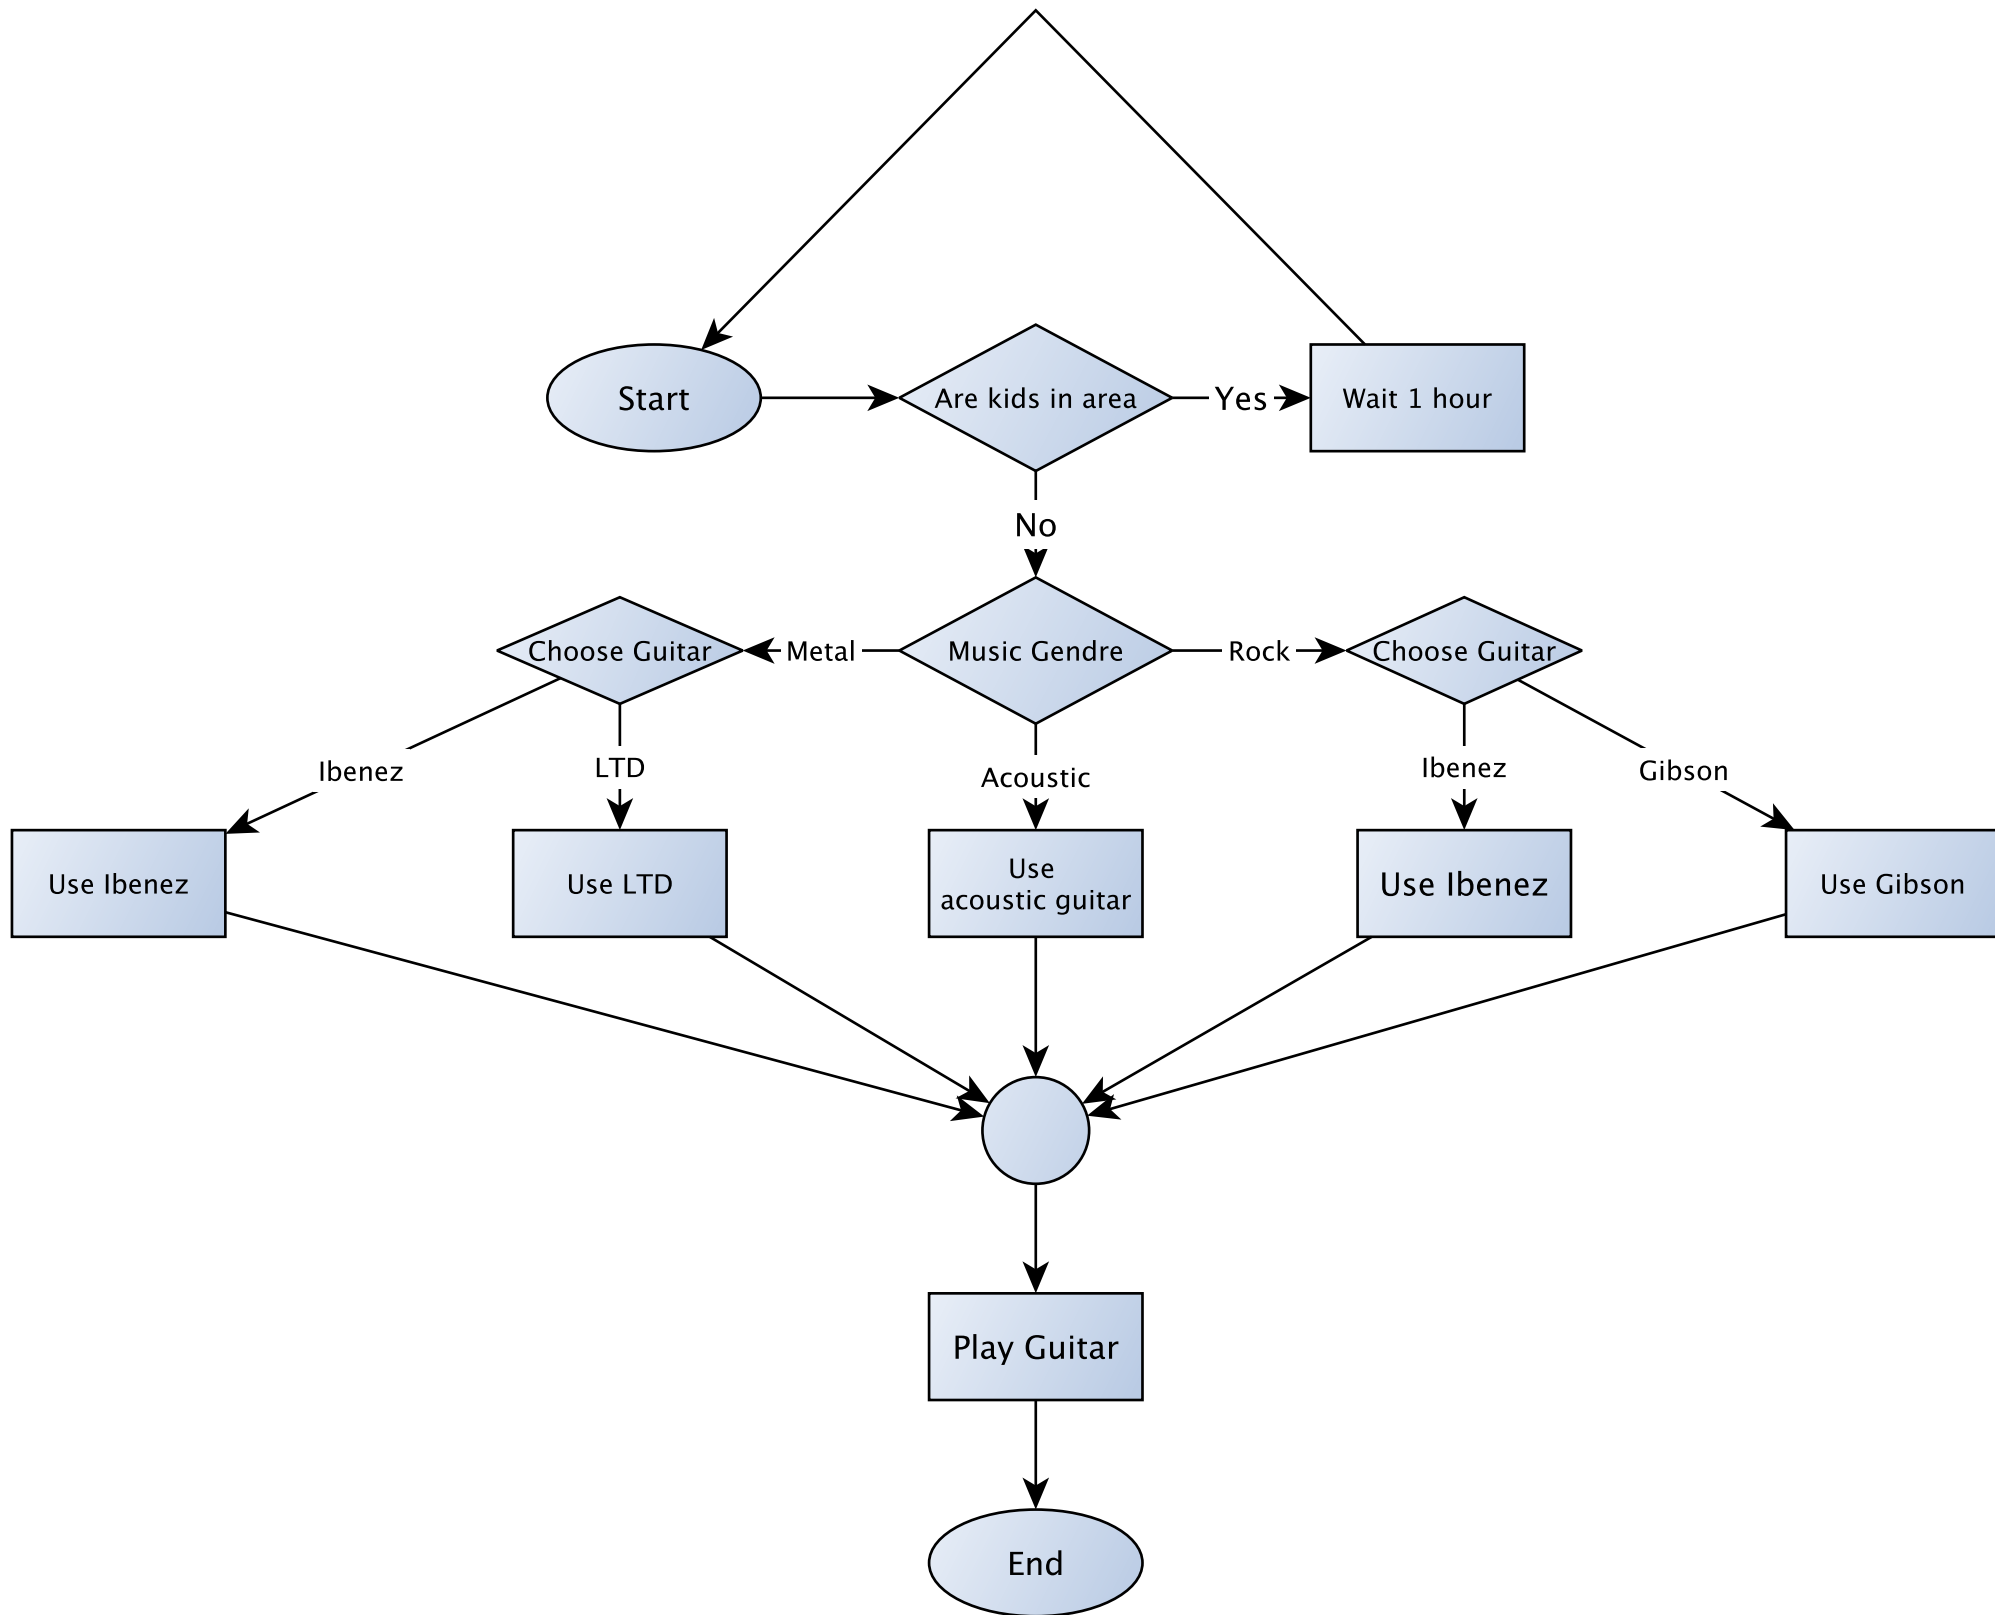 Start
Are kids in area
Yes
Wait 1 hour
No
Choose Guitar
Metal
Music Gendre
Rock
Choose Guitar
Ibenez
LTD
Acoustic
Ibenez
Gibson
Use Ibenez
Use LTD
Use
acoustic guitar
Use Ibenez
Use Gibson
Play Guitar
End